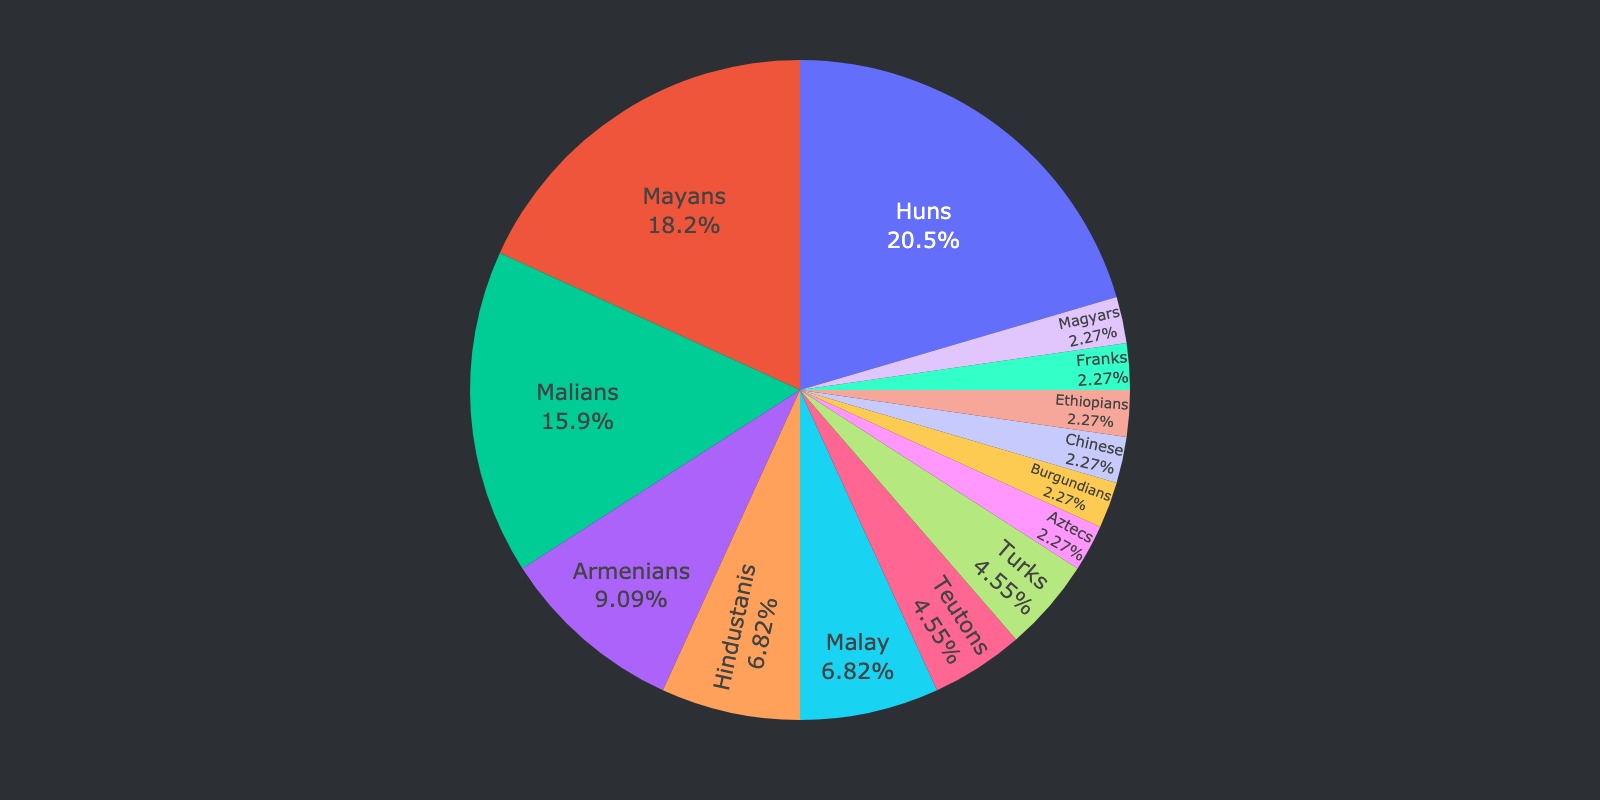 Huns
20.5%
Magyars
2.27%
Franks
2.27%
Ethiopians
2.27%
Chinese
2.27%
Burgundians
2.27%
Aztecs
2.27%
Turks
4.55%
Teutons
4.55%
Malay
6.82%
Hindustanis
6.82%
Armenians
9.09%
Malians
15.9%
Mayans
18.2%